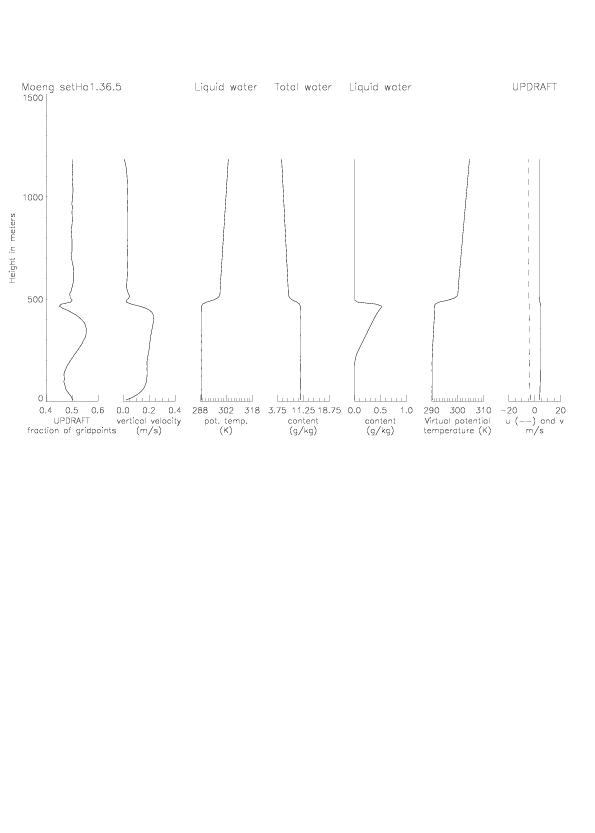 Moeng setHa1.36.5 Liquid water Total water Liquid water UPDRAFT
1500
1000
500
0
Height in meters
0.4 0.5 0.6 0.0 0.2 0.4 288 302 318 3.75 11.25 18.75 0.0 0.5 1.0 290 300 310 -20 0 20
UPDRAFT vertical velocity pot. temp. content content Virtual potential u (--) and v
fraction of gridpoints (m/s) (K) (g/kg) (g/kg) temperature (K) m/s